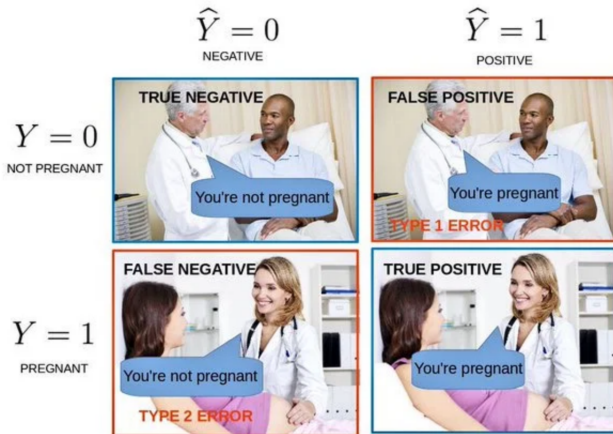 Ŷ = 0
NEGATIVE
Ŷ = 1
POSITIVE
Y = 0
NOT PREGNANT
TRUE NEGATIVE
You're not pregnant
FALSE POSITIVE
You're pregnant
TYPE 1 ERROR
Y = 1
PREGNANT
FALSE NEGATIVE
You're not pregnant
TYPE 2 ERROR
TRUE POSITIVE
You're pregnant